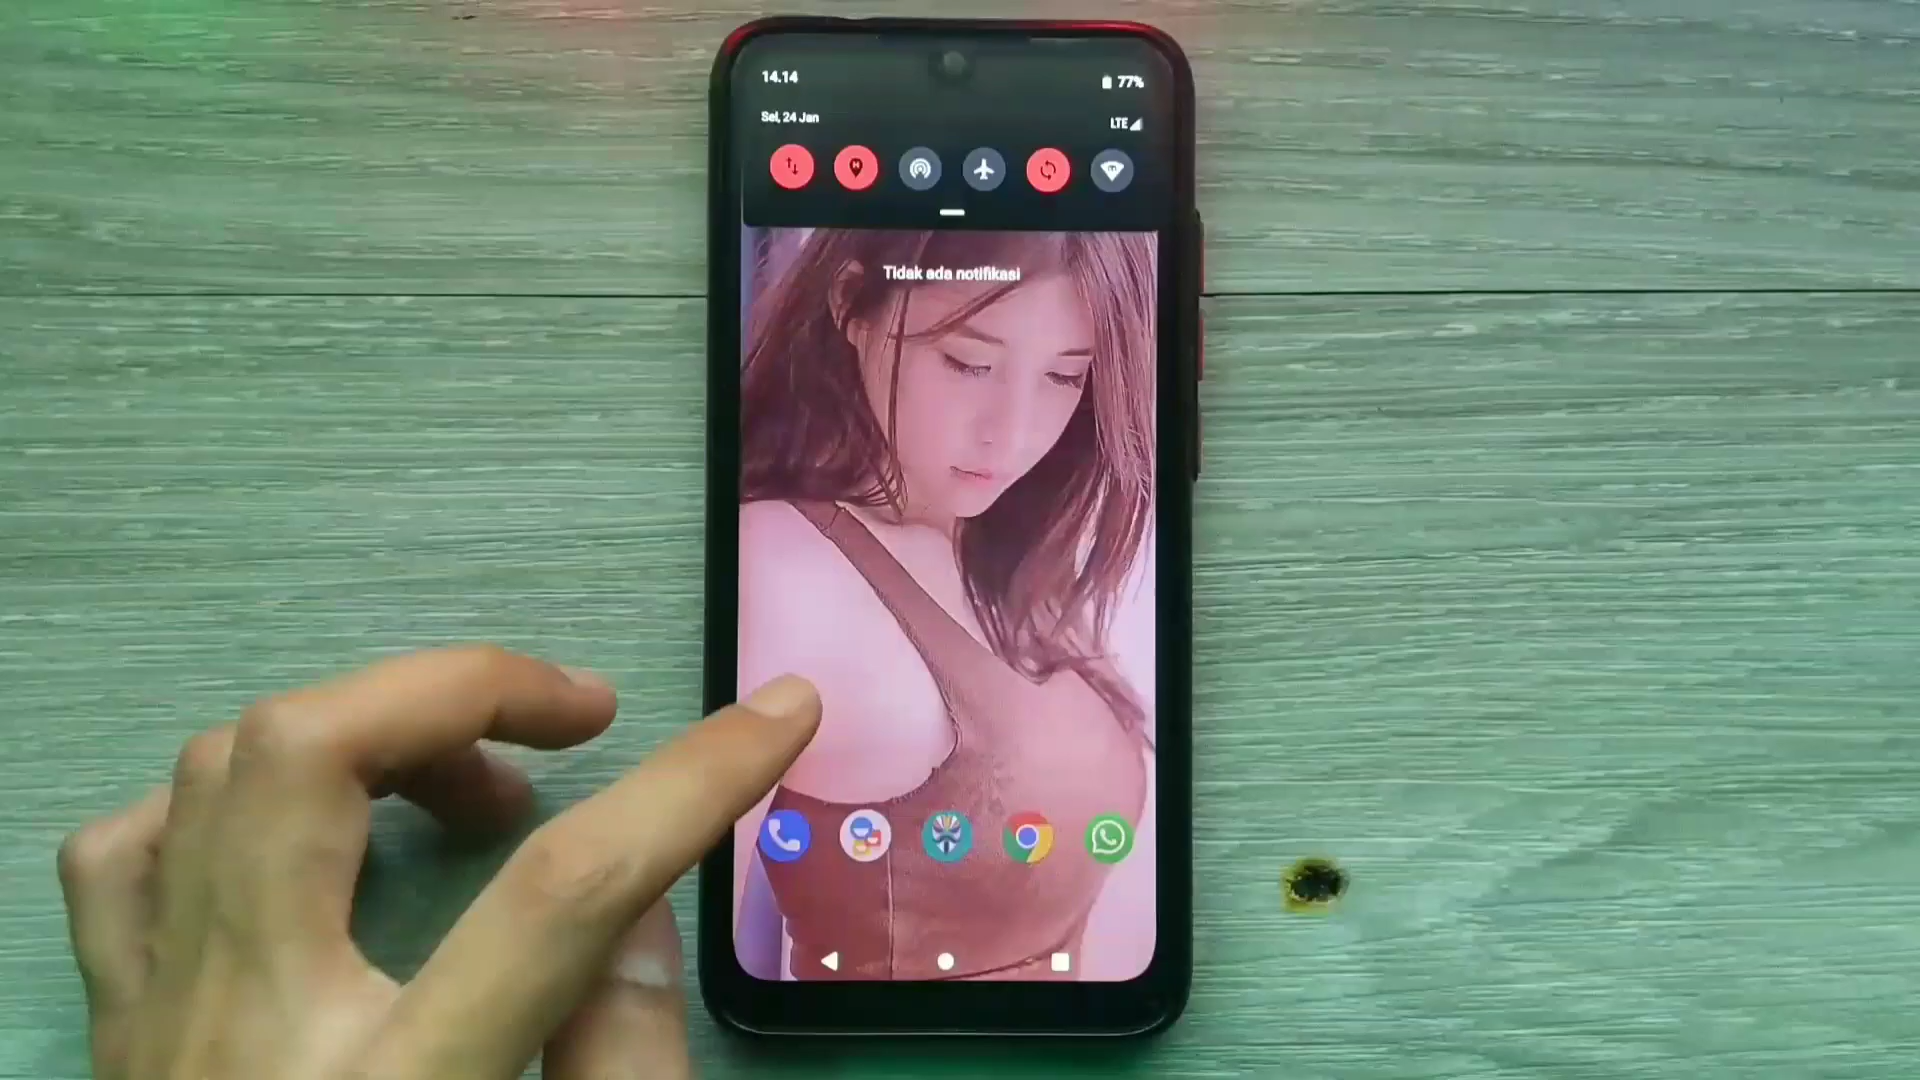 14.14
77%
Sel, 24 Jan
LTE
Tidak ada notifikasi